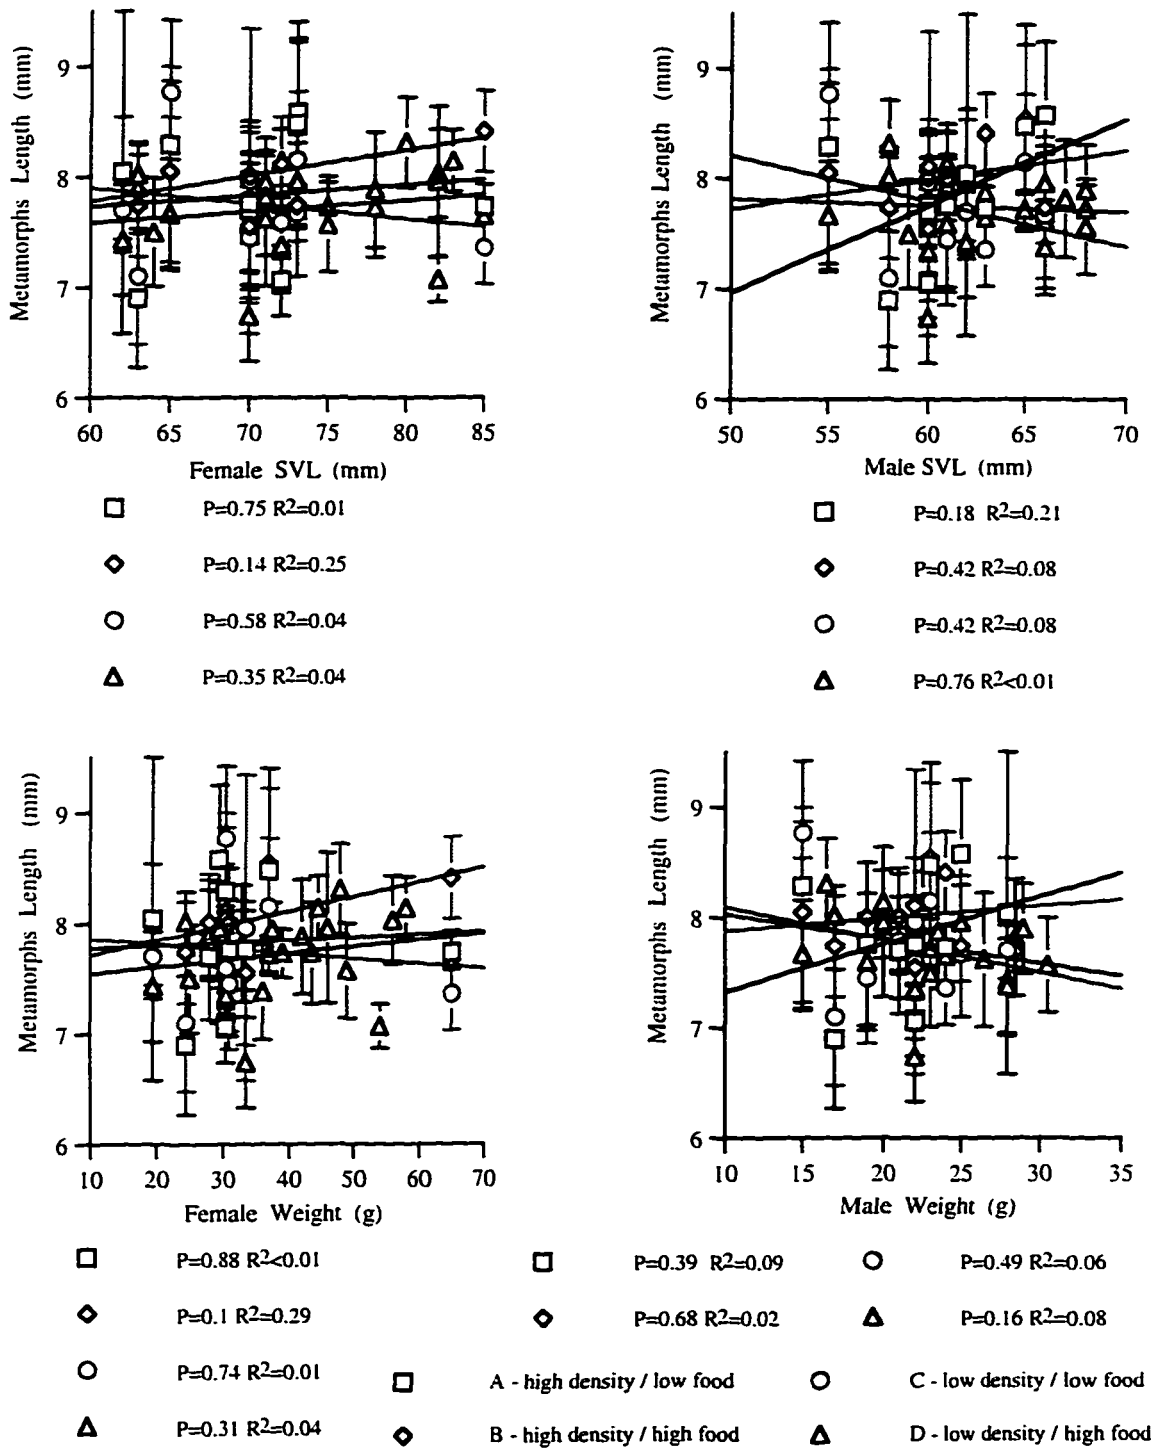 Metamorphs Length (mm)
9
8
7
6
60 65 70 75 80 85
Female SVL (mm)
P=0.75 R2=0.01
P=0.14 R2=0.25
P=0.58 R2=0.04
P=0.35 R2=0.04
Metamorphs Length (mm)
9
8
7
6
50 55 60 65 70
Male SVL (mm)
P=0.18 R2=0.21
P=0.42 R2=0.08
P=0.42 R2=0.08
P=0.76 R2<0.01
Metamorphs Length (mm)
9
8
7
6
10 20 30 40 50 60 70
Female Weight (g)
P=0.88 R2<0.01
P=0.1 R2=0.29
P=0.74 R2=0.01
P=0.31 R2=0.04
Metamorphs Length (mm)
9
8
7
6
10 15 20 25 30 35
Male Weight (g)
P=0.39 R2=0.09
P=0.68 R2=0.02
P=0.49 R2=0.06
P=0.16 R2=0.08
A - high density / low food
B - high density / high food
C - low density / low food
D - low density / high food